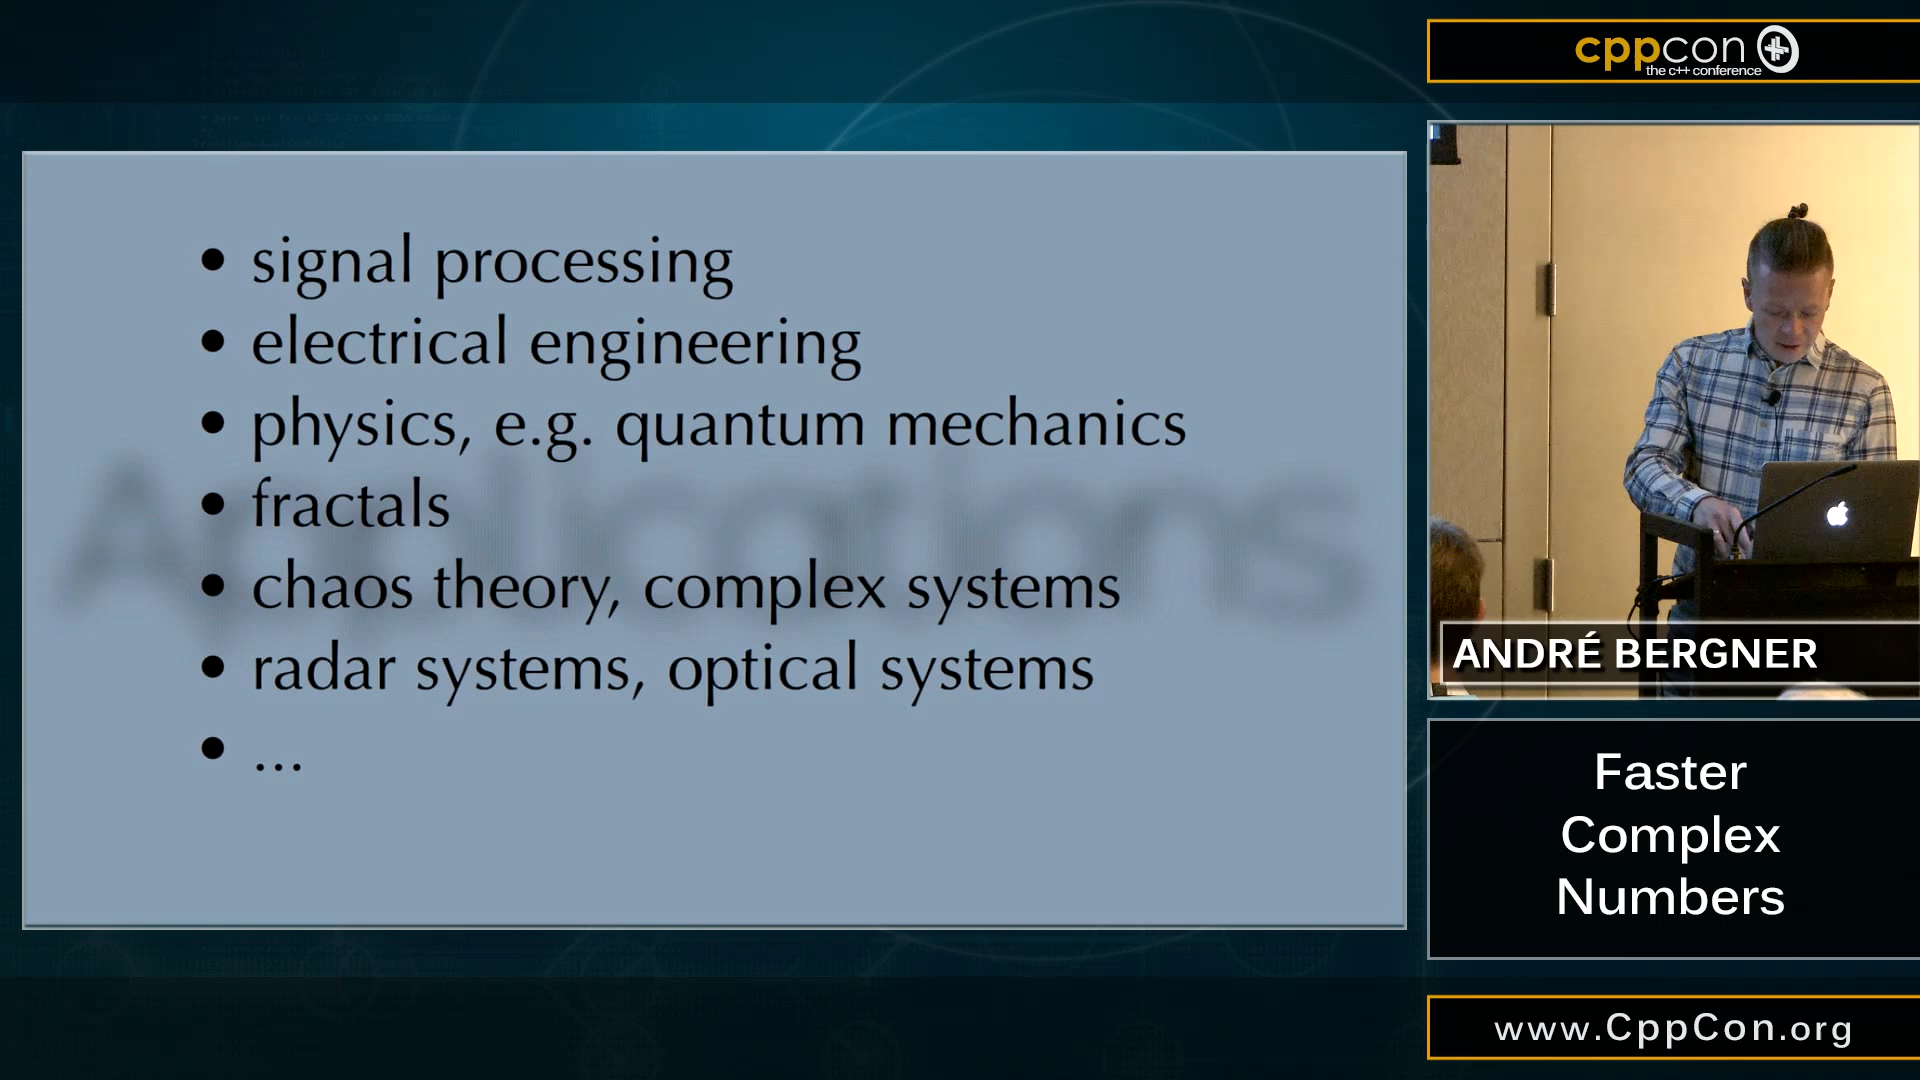 cppcon
the c++ conference
• signal processing
• electrical engineering
• physics, e.g. quantum mechanics
• fractals
• chaos theory, complex systems
• radar systems, optical systems
• ...
Applications
ANDRÉ BERGNER
Faster
Complex
Numbers
www.CppCon.org